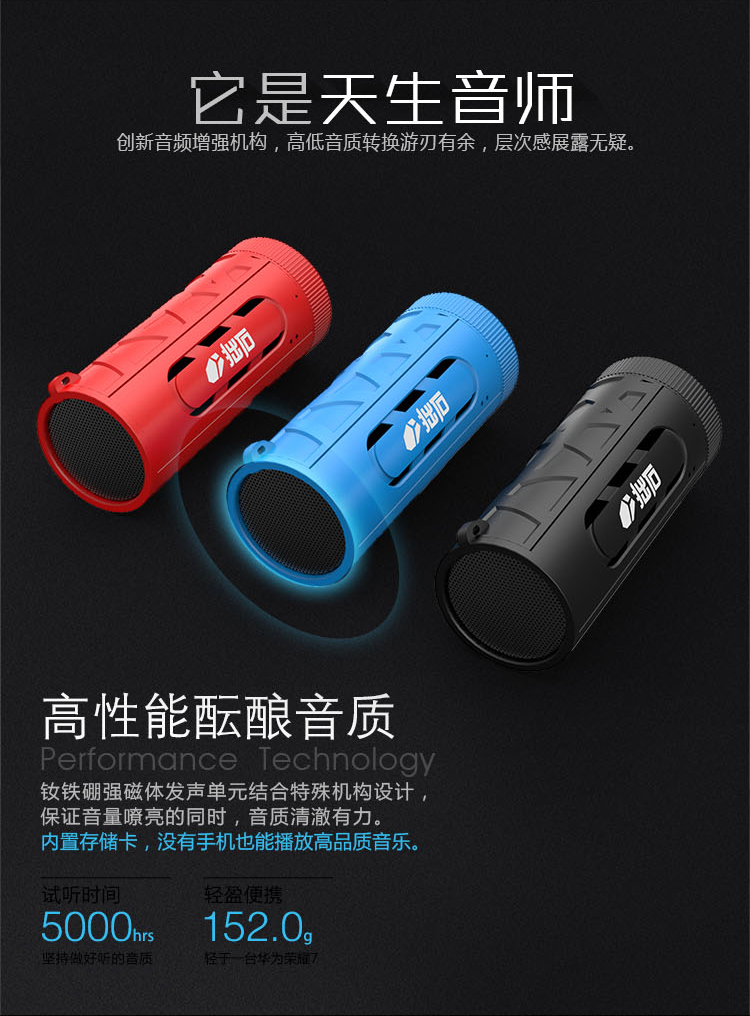 它是天生音师
创新音频增强机构，高低音质转换游刃有余，层次感展露无疑。
拙石
拙石
拙石
高性能酝酿音质
Performance Technology
钕铁硼强磁体发声单元结合特殊机构设计，
保证音量嘹亮的同时，音质清澈有力。
内置存储卡，没有手机也能播放高品质音乐。
试听时间
5000hrs
坚持做好听的音质
轻盈便携
152.0g
轻于一台华为荣耀7